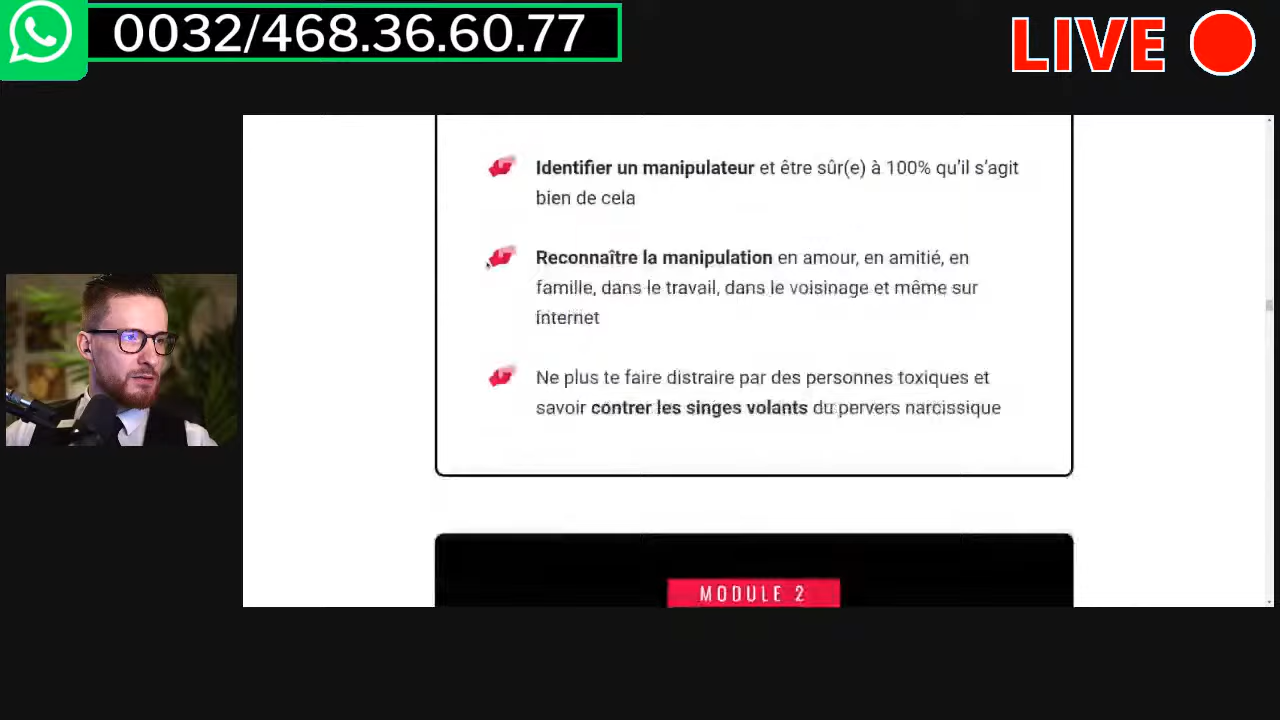 0032/468.36.60.77
LIVE
Identifier un manipulateur et être sûr(e) à 100% qu’il s’agit
bien de cela
Reconnaître la manipulation en amour, en amitié, en
famille, dans le travail, dans le voisinage et même sur
internet
Ne plus te faire distraire par des personnes toxiques et
savoir contrer les singes volants du pervers narcissique
MODULE 2